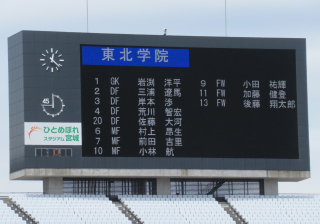 東北学院
1 GK 岩渕 洋平
2 DF 三浦 遼馬
3 DF 岸本 渉
4 DF 荒川 智宏
20 DF 佐藤 大河
6 MF 村上 昂生
7 MF 前田 吉里
10 MF 小林 航
9 FW 小田 祐輝
11 FW 加藤 健登
13 FW 後藤 翔太郎
45
ひとめぼれ
スタジアム宮城